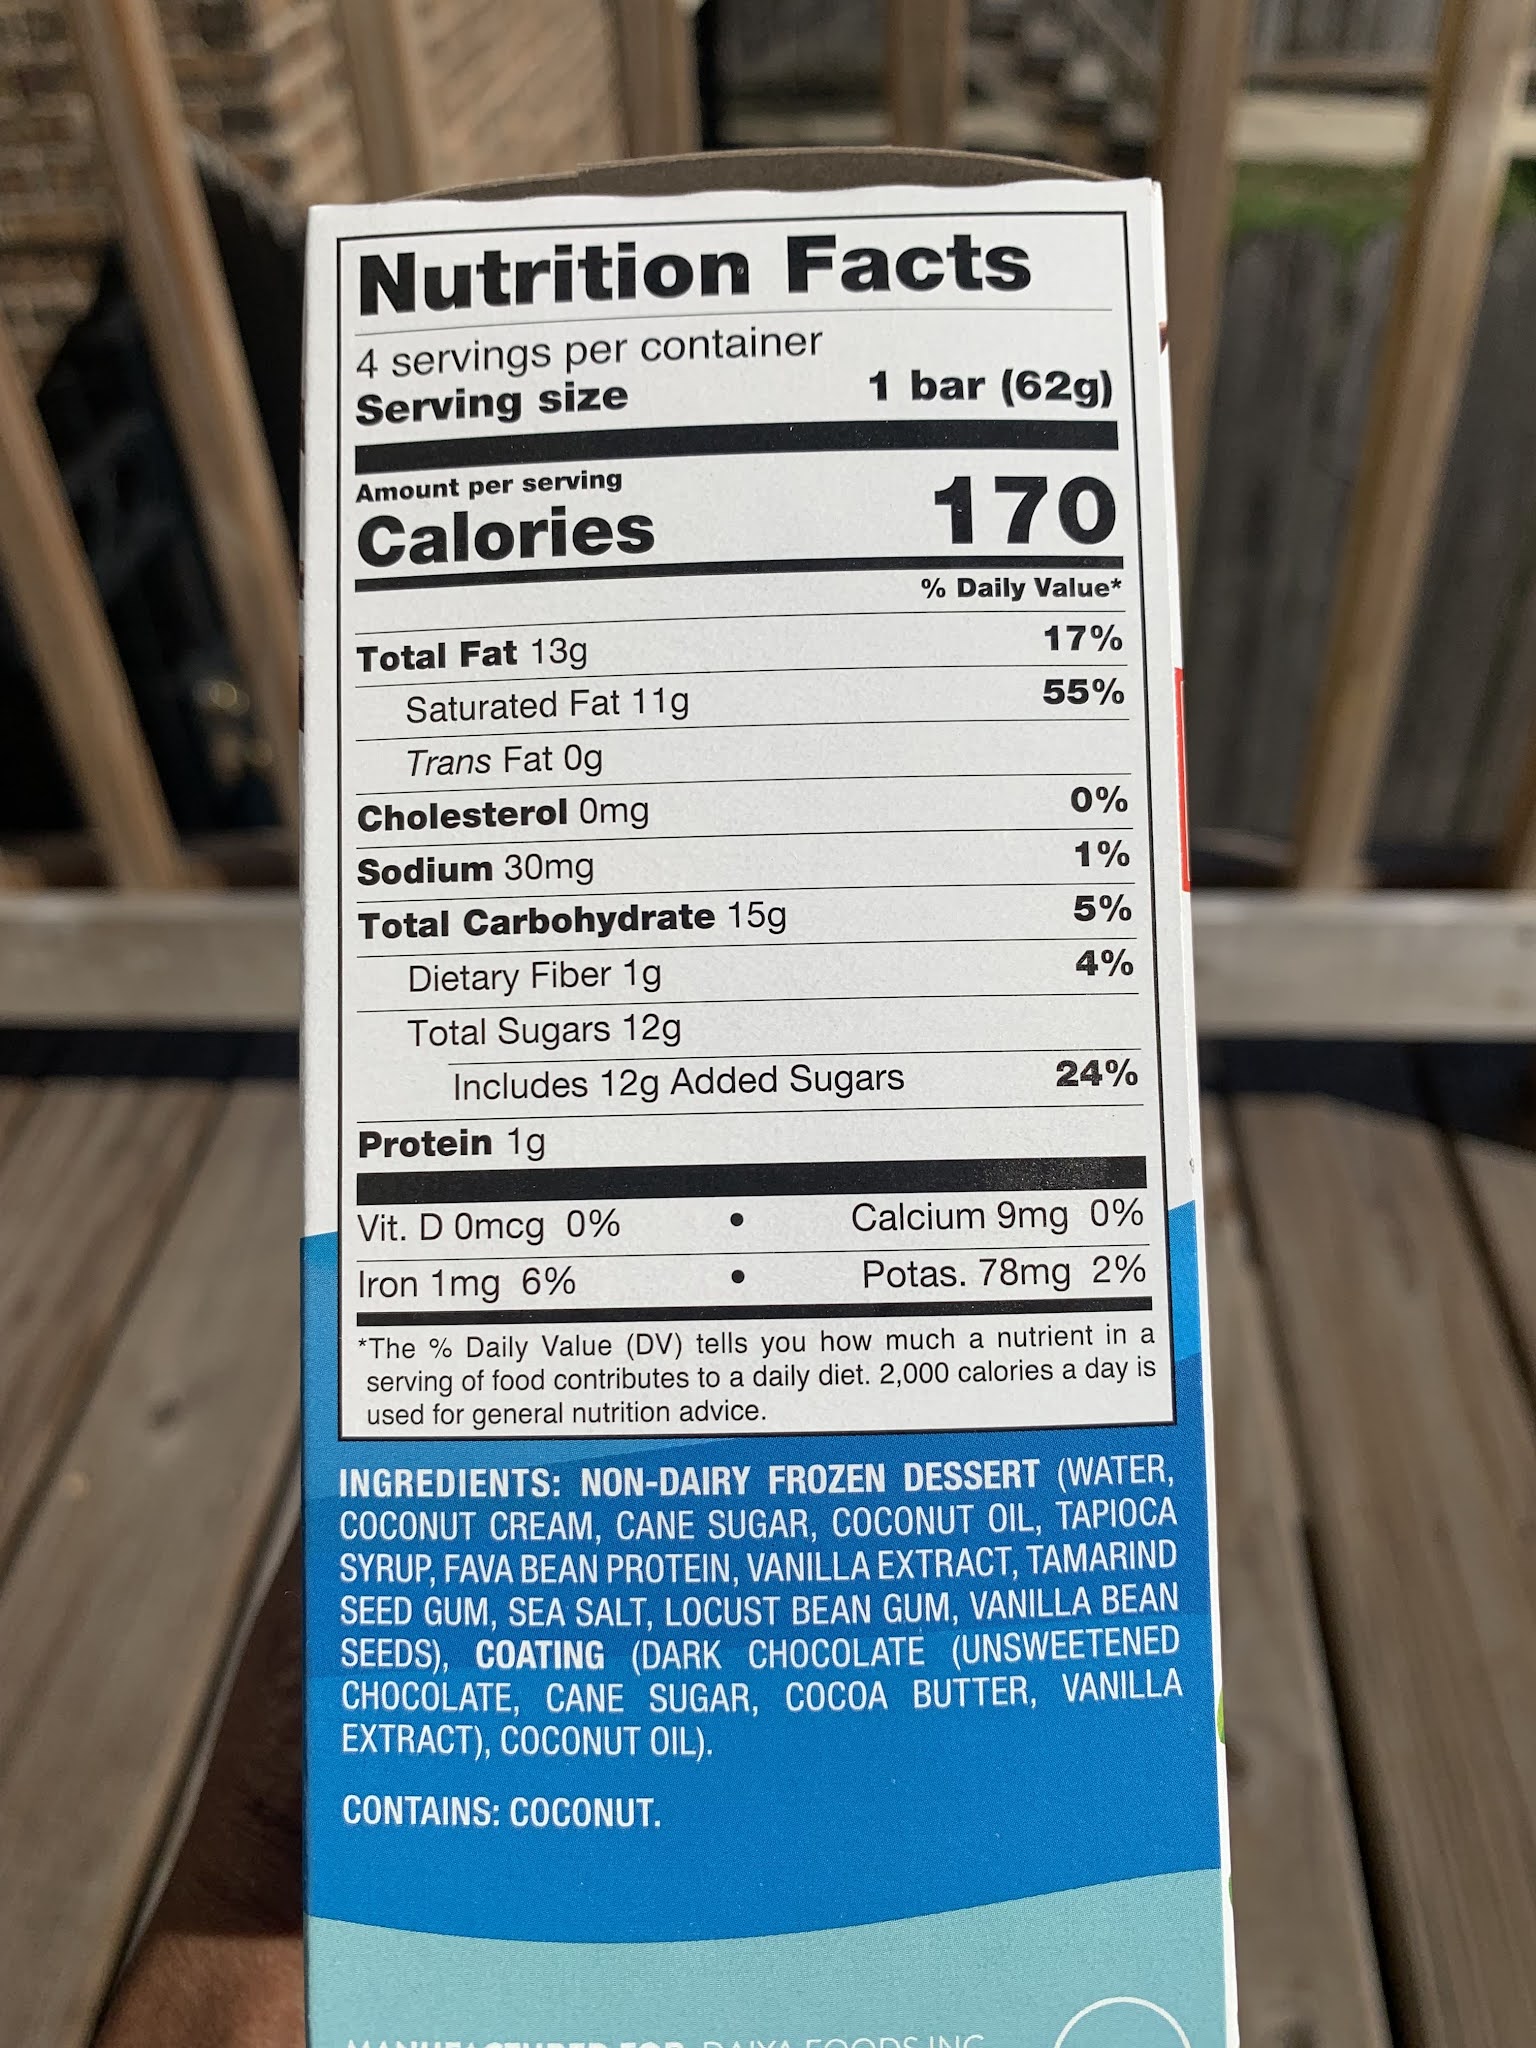 Nutrition Facts
4 servings per container
Serving size 1 bar (62g)
Amount per serving
Calories 170
% Daily Value*
Total Fat 13g 17%
Saturated Fat 11g 55%
Trans Fat 0g
Cholesterol 0mg 0%
Sodium 30mg 1%
Total Carbohydrate 15g 5%
Dietary Fiber 1g 4%
Total Sugars 12g
Includes 12g Added Sugars 24%
Protein 1g
Vit. D 0mcg 0% • Calcium 9mg 0%
Iron 1mg 6% • Potas. 78mg 2%
*The % Daily Value (DV) tells you how much a nutrient in a
serving of food contributes to a daily diet. 2,000 calories a day is
used for general nutrition advice.
INGREDIENTS: NON-DAIRY FROZEN DESSERT (WATER,
COCONUT CREAM, CANE SUGAR, COCONUT OIL, TAPIOCA
SYRUP, FAVA BEAN PROTEIN, VANILLA EXTRACT, TAMARIND
SEED GUM, SEA SALT, LOCUST BEAN GUM, VANILLA BEAN
SEEDS), COATING (DARK CHOCOLATE (UNSWEETENED
CHOCOLATE, CANE SUGAR, COCOA BUTTER, VANILLA
EXTRACT), COCONUT OIL).
CONTAINS: COCONUT.
MANUFACTURED FOR DAIYA FOODS INC